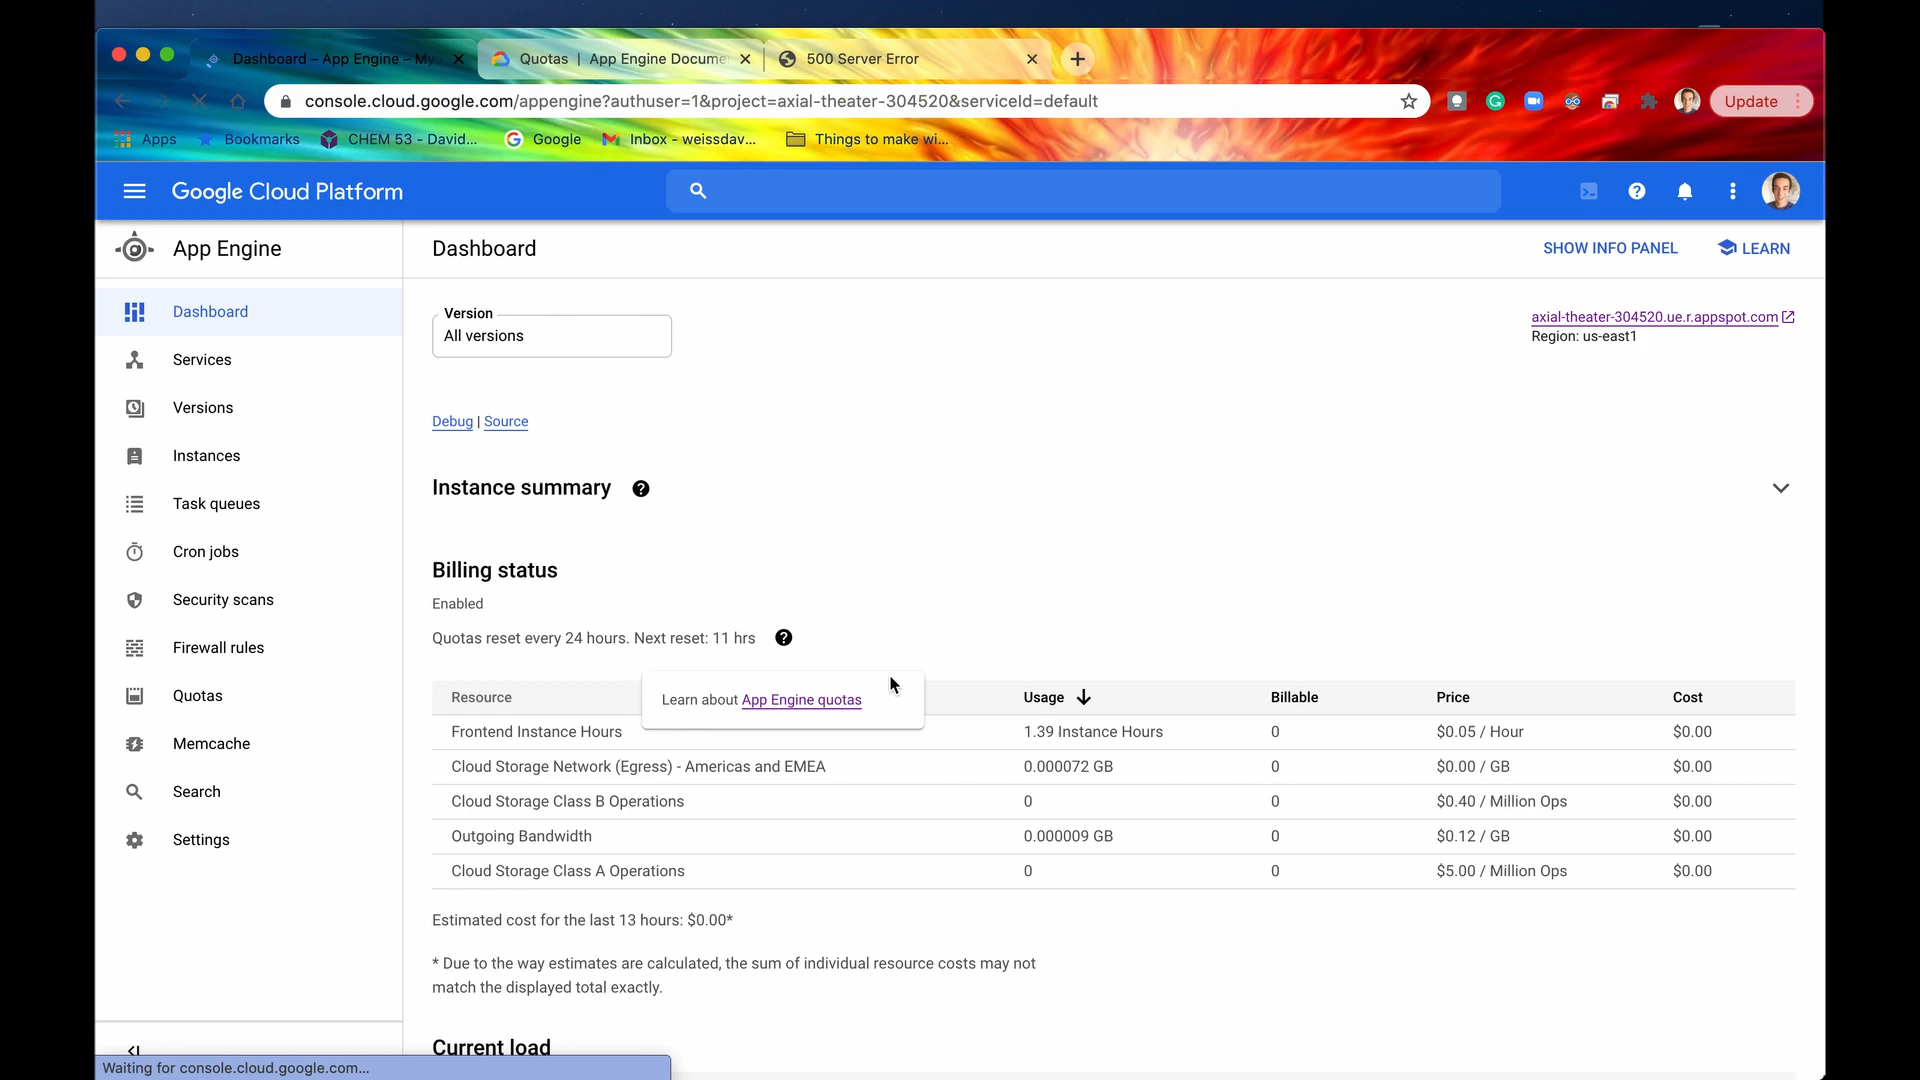 Dashboard – App Engine – My
Quotas | App Engine Docume
500 Server Error
console.cloud.google.com/appengine?authuser=1&project=axial-theater-304520&serviceId=default
Update
Apps
Bookmarks
CHEM 53 - David...
Google
Inbox - weissdav...
Things to make wi...
Google Cloud Platform
App Engine
Dashboard
SHOW INFO PANEL
LEARN
Dashboard
Services
Versions
Instances
Task queues
Cron jobs
Security scans
Firewall rules
Quotas
Memcache
Search
Settings
Version
All versions
axial-theater-304520.ue.r.appspot.com
Region: us-east1
Debug | Source
Instance summary
Billing status
Enabled
Quotas reset every 24 hours. Next reset: 11 hrs
Learn about App Engine quotas
Resource Usage Billable Price Cost
Frontend Instance Hours 1.39 Instance Hours 0 $0.05 / Hour $0.00
Cloud Storage Network (Egress) - Americas and EMEA 0.000072 GB 0 $0.00 / GB $0.00
Cloud Storage Class B Operations 0 0 $0.40 / Million Ops $0.00
Outgoing Bandwidth 0.000009 GB 0 $0.12 / GB $0.00
Cloud Storage Class A Operations 0 0 $5.00 / Million Ops $0.00
Estimated cost for the last 13 hours: $0.00*
* Due to the way estimates are calculated, the sum of individual resource costs may not
match the displayed total exactly.
Current load
Waiting for console.cloud.google.com...